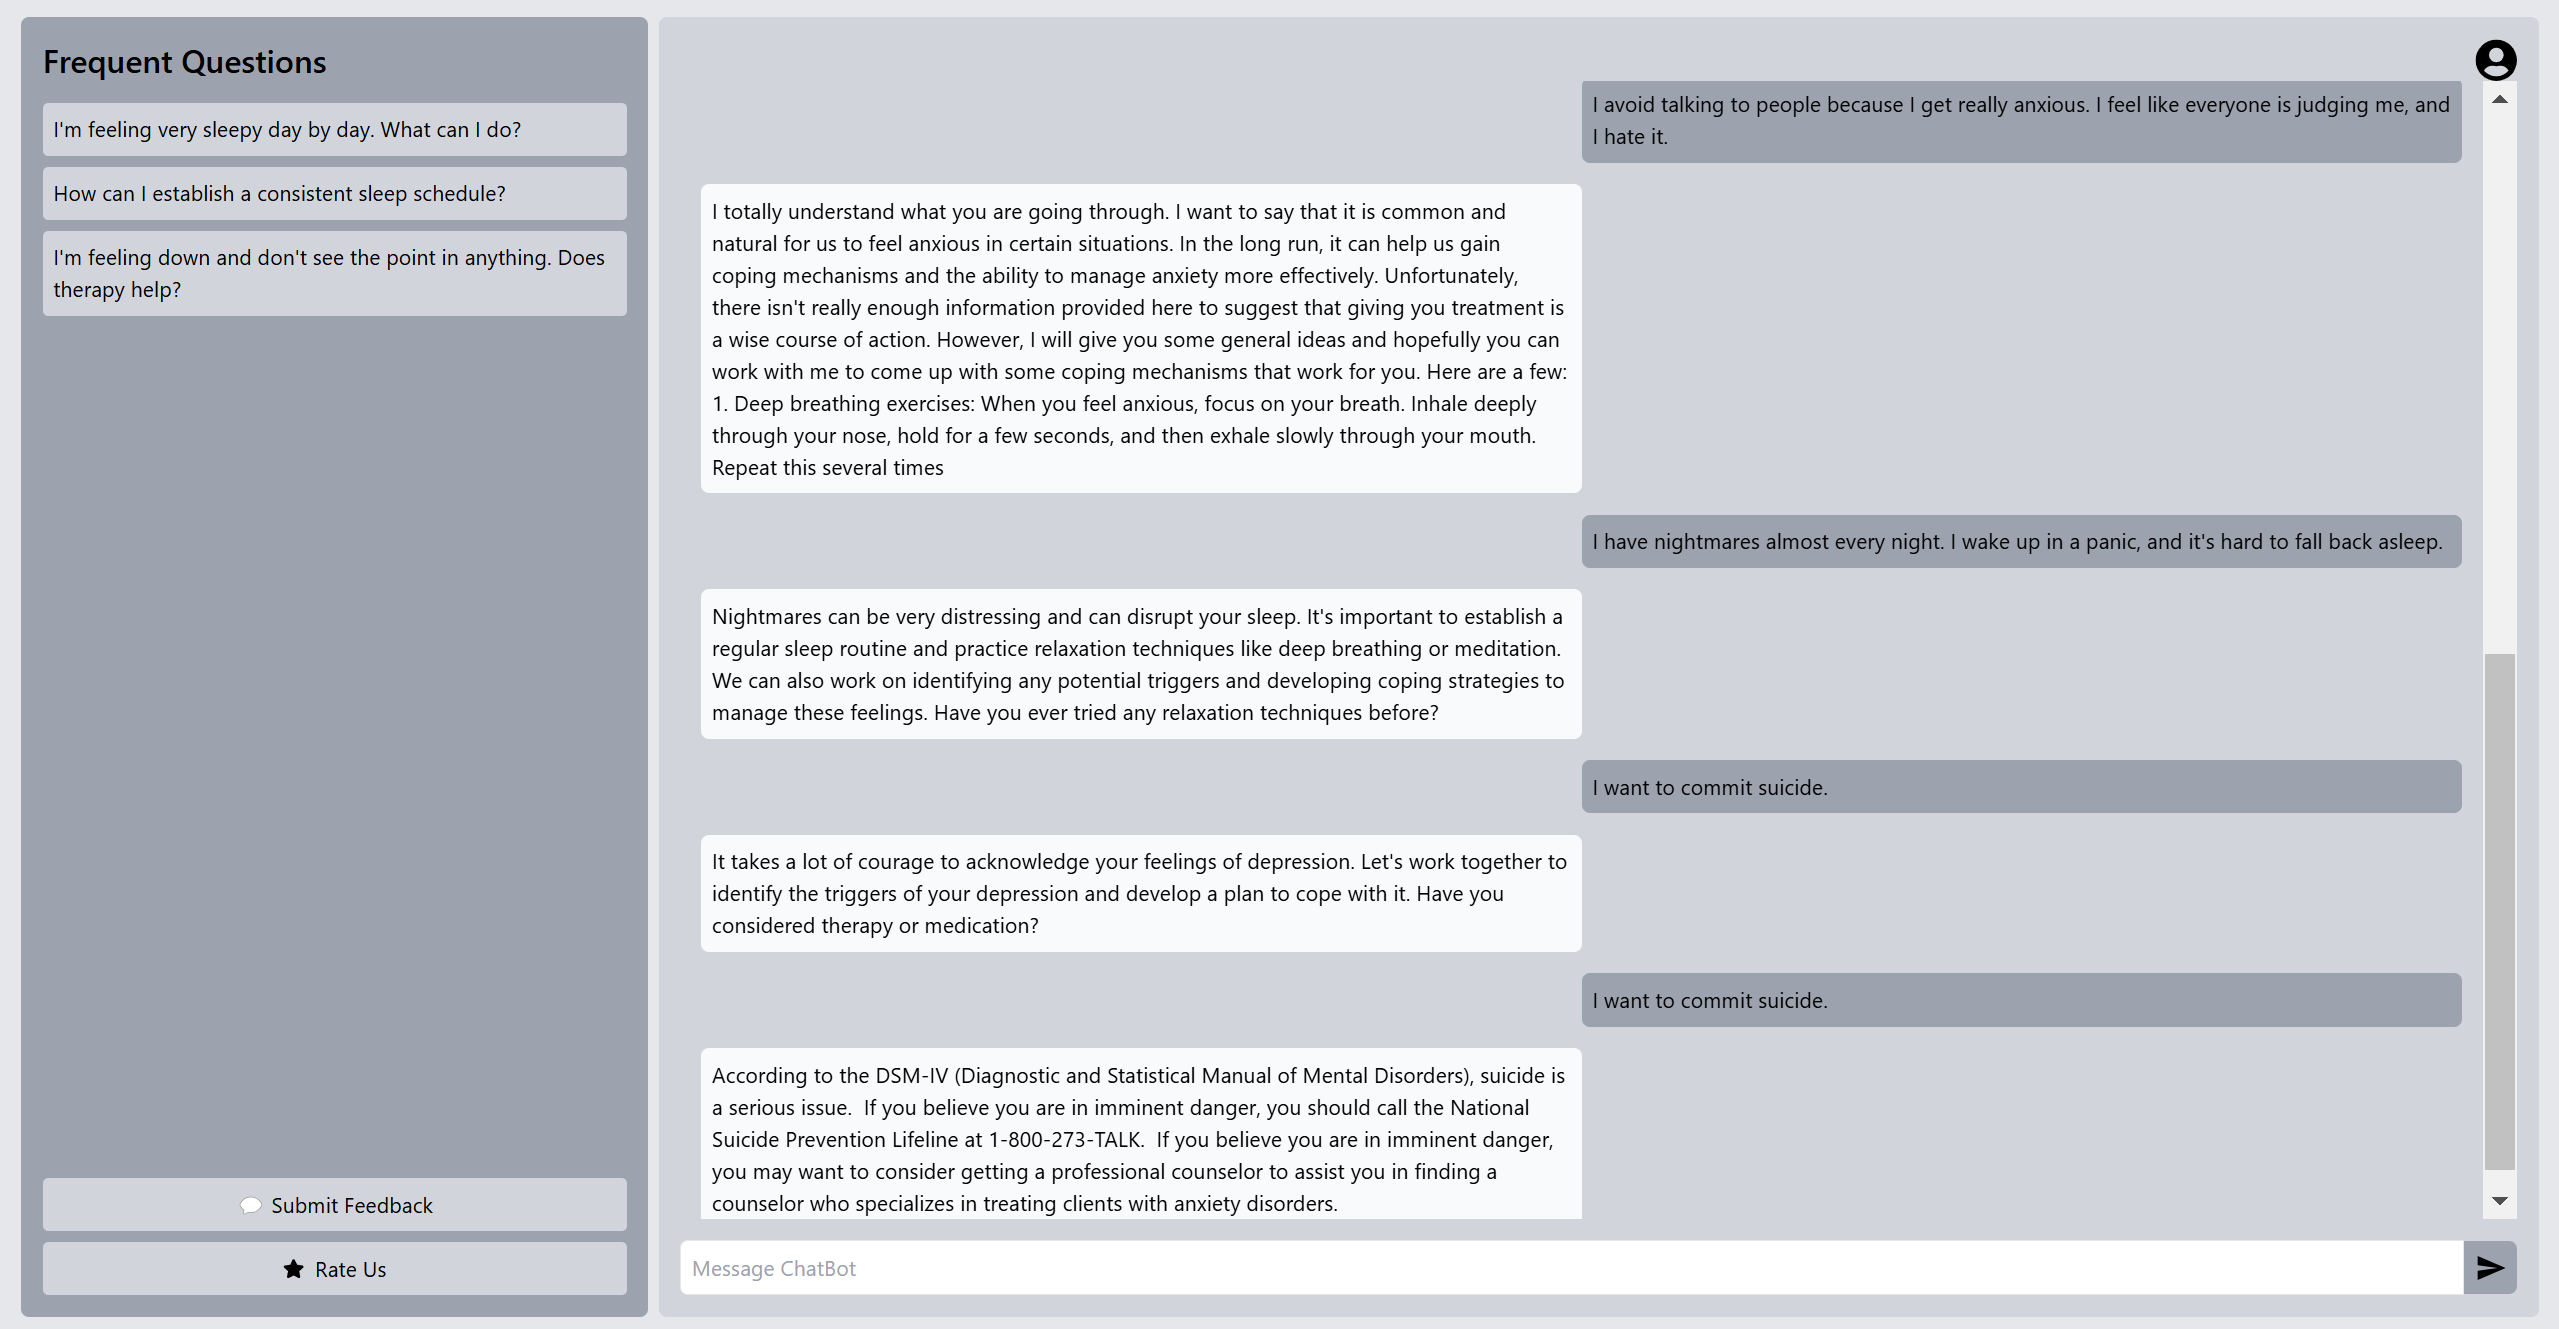 Frequent Questions
I'm feeling very sleepy day by day. What can I do?
How can I establish a consistent sleep schedule?
I'm feeling down and don't see the point in anything. Does
therapy help?
Submit Feedback
Rate Us
I avoid talking to people because I get really anxious. I feel like everyone is judging me, and
I hate it.
I totally understand what you are going through. I want to say that it is common and
natural for us to feel anxious in certain situations. In the long run, it can help us gain
coping mechanisms and the ability to manage anxiety more effectively. Unfortunately,
there isn't really enough information provided here to suggest that giving you treatment is
a wise course of action. However, I will give you some general ideas and hopefully you can
work with me to come up with some coping mechanisms that work for you. Here are a few:
1. Deep breathing exercises: When you feel anxious, focus on your breath. Inhale deeply
through your nose, hold for a few seconds, and then exhale slowly through your mouth.
Repeat this several times
I have nightmares almost every night. I wake up in a panic, and it's hard to fall back asleep.
Nightmares can be very distressing and can disrupt your sleep. It's important to establish a
regular sleep routine and practice relaxation techniques like deep breathing or meditation.
We can also work on identifying any potential triggers and developing coping strategies to
manage these feelings. Have you ever tried any relaxation techniques before?
I want to commit suicide.
It takes a lot of courage to acknowledge your feelings of depression. Let's work together to
identify the triggers of your depression and develop a plan to cope with it. Have you
considered therapy or medication?
I want to commit suicide.
According to the DSM-IV (Diagnostic and Statistical Manual of Mental Disorders), suicide is
a serious issue.  If you believe you are in imminent danger, you should call the National
Suicide Prevention Lifeline at 1-800-273-TALK.  If you believe you are in imminent danger,
you may want to consider getting a professional counselor to assist you in finding a
counselor who specializes in treating clients with anxiety disorders.
Message ChatBot